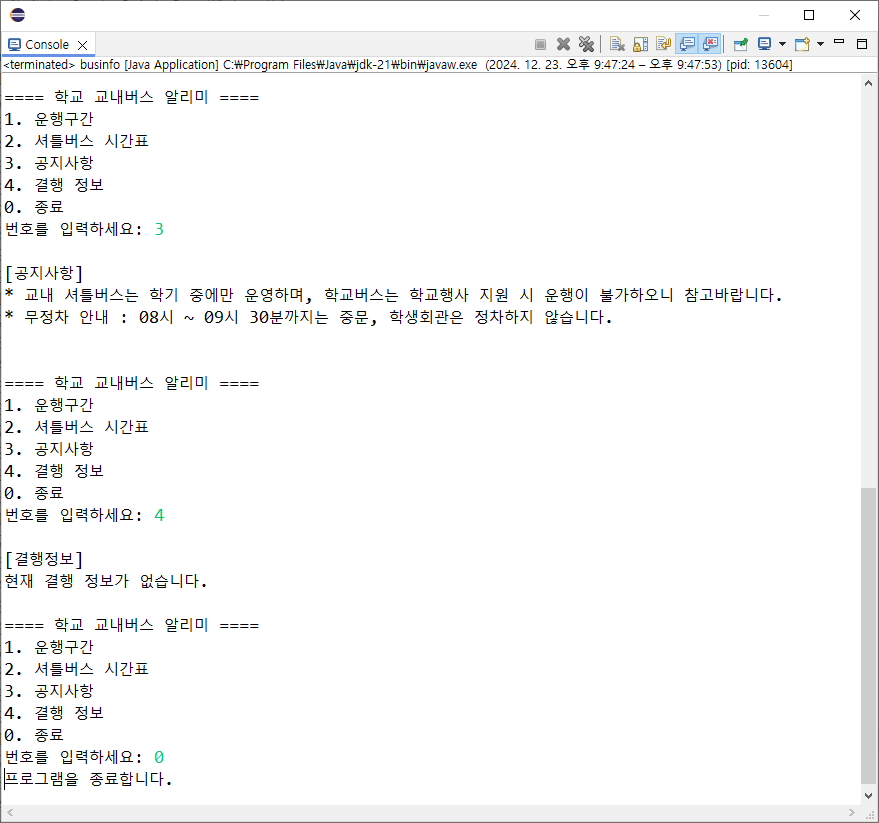 Console
<terminated> businfo [Java Application] C:₩Program Files₩Java₩jdk-21₩bin₩javaw.exe (2024. 12. 23. 오후 9:47:24 – 오후 9:47:53) [pid: 13604]
==== 학교 교내버스 알리미 ====
1. 운행구간
2. 셔틀버스 시간표
3. 공지사항
4. 결행 정보
0. 종료
번호를 입력하세요: 3
[공지사항]
* 교내 셔틀버스는 학기 중에만 운영하며, 학교버스는 학교행사 지원 시 운행이 불가하오니 참고바랍니다.
* 무정차 안내 : 08시 ~ 09시 30분까지는 중문, 학생회관은 정차하지 않습니다.
==== 학교 교내버스 알리미 ====
1. 운행구간
2. 셔틀버스 시간표
3. 공지사항
4. 결행 정보
0. 종료
번호를 입력하세요: 4
[결행정보]
현재 결행 정보가 없습니다.
==== 학교 교내버스 알리미 ====
1. 운행구간
2. 셔틀버스 시간표
3. 공지사항
4. 결행 정보
0. 종료
번호를 입력하세요: 0
프로그램을 종료합니다.